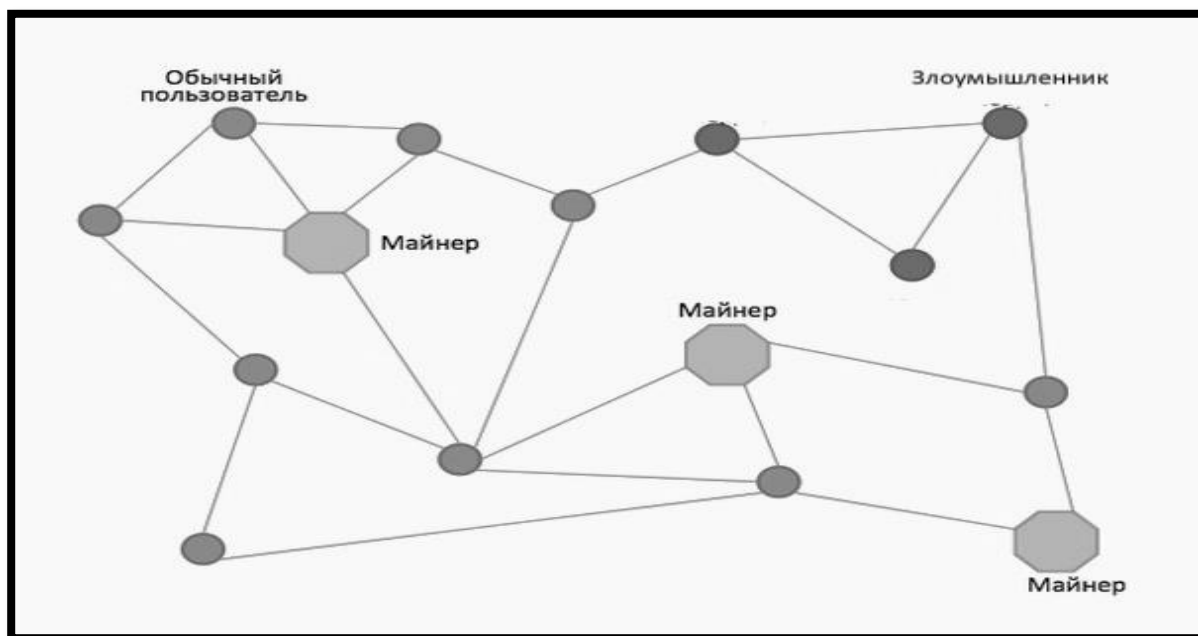 Обычный
пользователь
Злоумышленник
Майнер
Майнер
Майнер